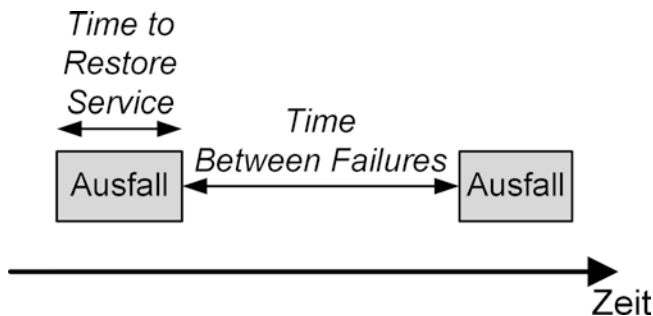 Time to
Restore
Service
Time
Between Failures
Ausfall
Ausfall
Zeit